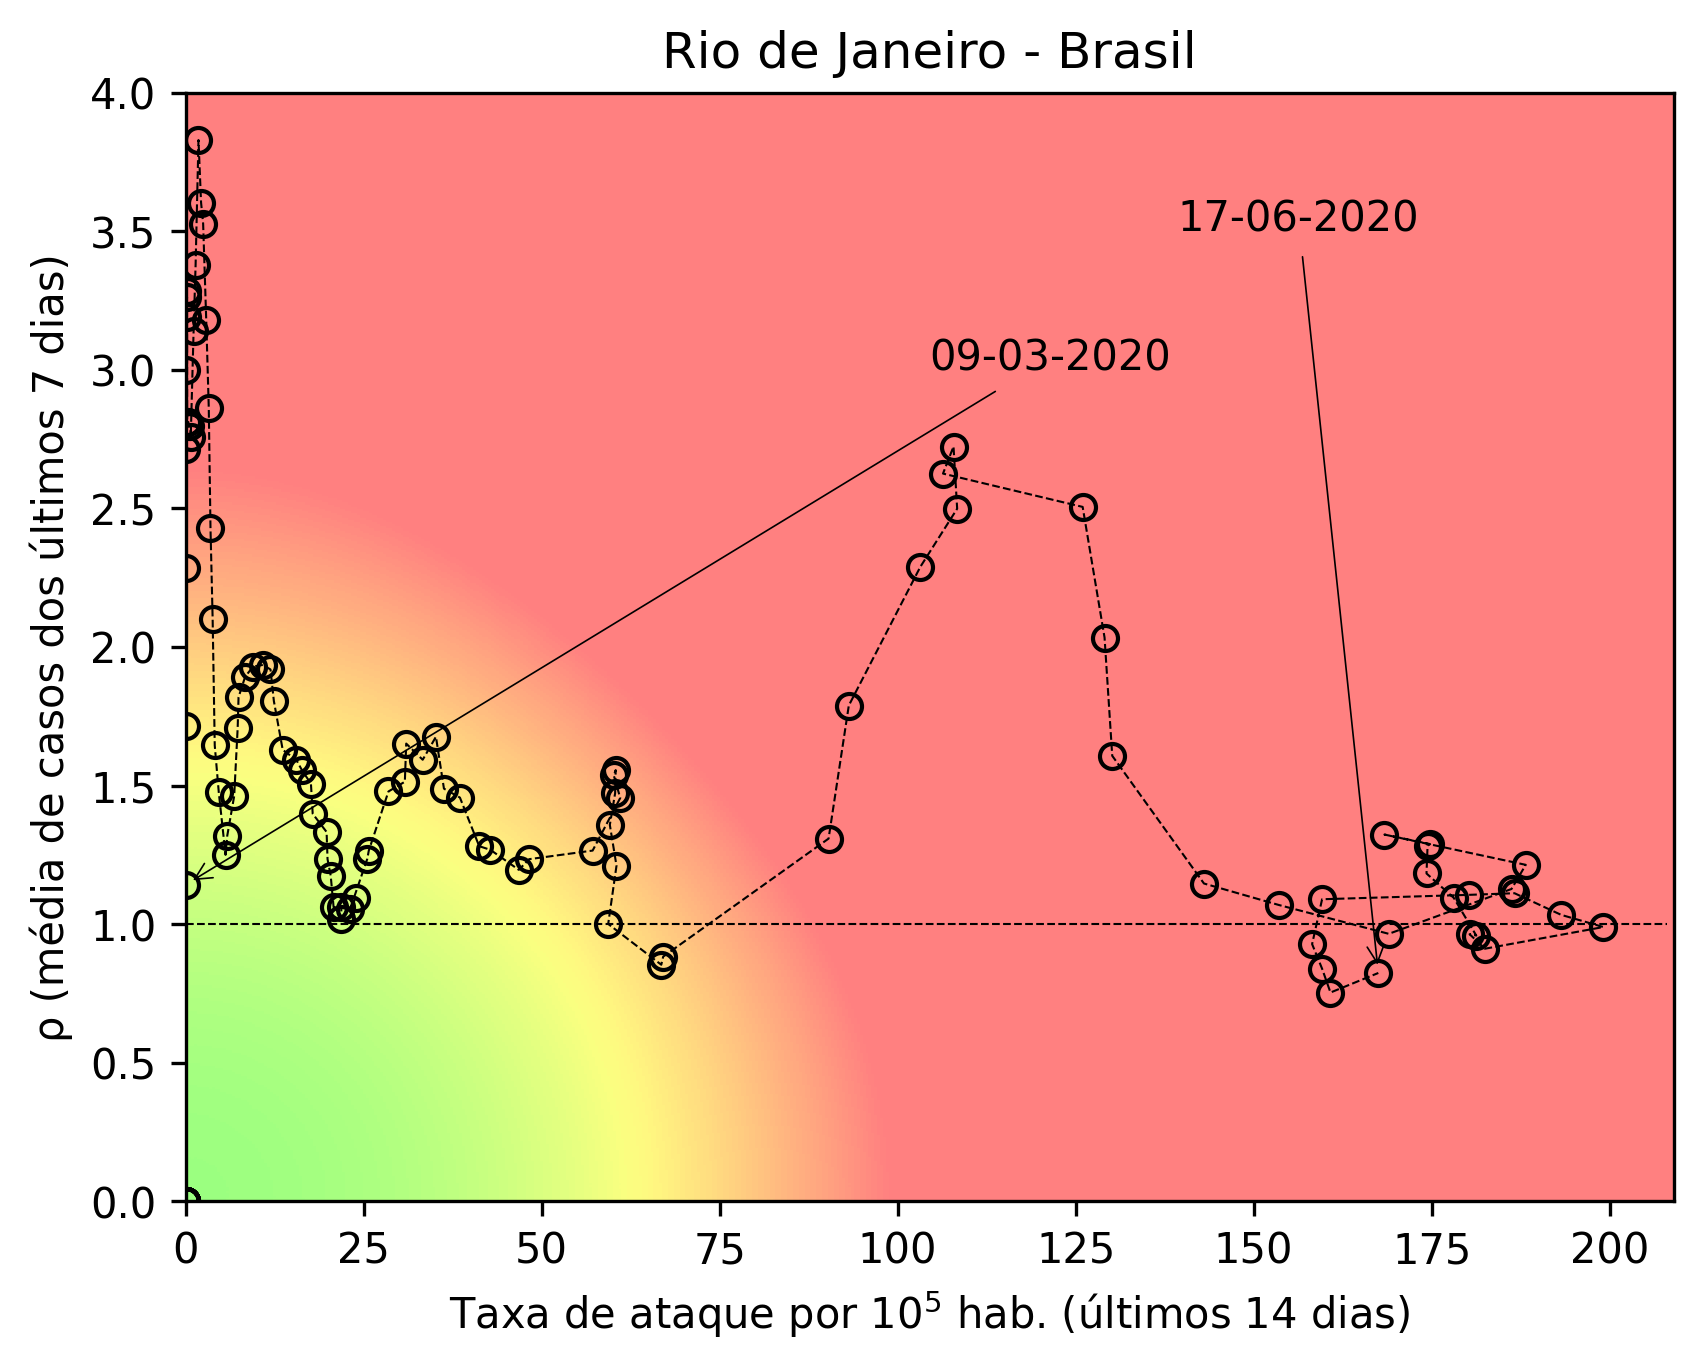 Rio de Janeiro - Brasil
4.0
3.5
3.0
2.5
2.0
1.5
1.0
0.5
0.0
ρ (média de casos dos últimos 7 dias)
17-06-2020
09-03-2020
0 25 50 75 100 125 150 175 200
Taxa de ataque por 10⁵ hab. (últimos 14 dias)